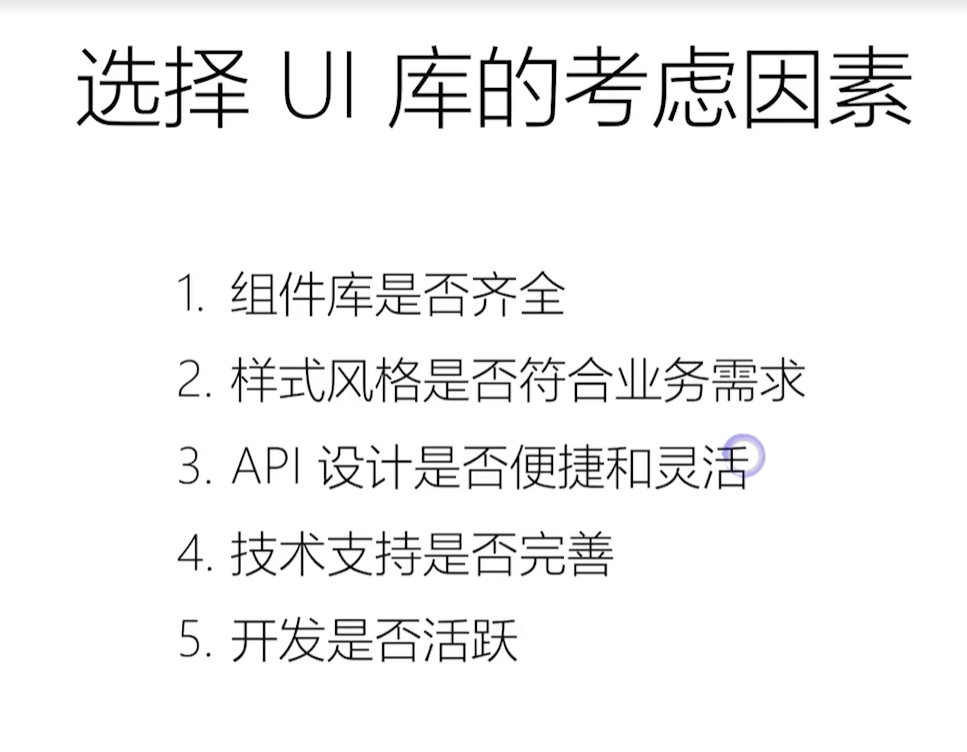 选择 UI 库的考虑因素
1. 组件库是否齐全
2. 样式风格是否符合业务需求
3. API 设计是否便捷和灵活
4. 技术支持是否完善
5. 开发是否活跃